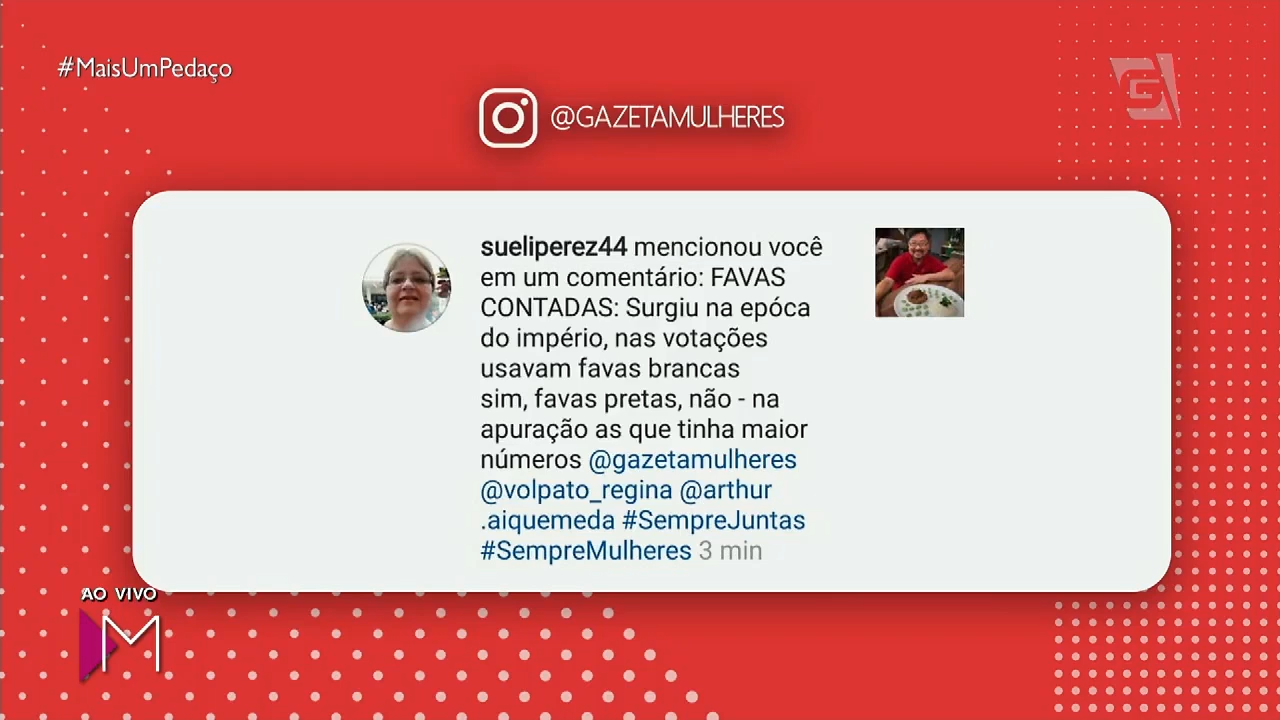 #MaisUmPedaço
@GAZETAMULHERES
G
sueliperez44 mencionou você
em um comentário: FAVAS
CONTADAS: Surgiu na epóca
do império, nas votações
usavam favas brancas
sim, favas pretas, não - na
apuração as que tinha maior
números @gazetamulheres
@volpato_regina @arthur
.aiquemeda #SempreJuntas
#SempreMulheres 3 min
AO VIVO
M